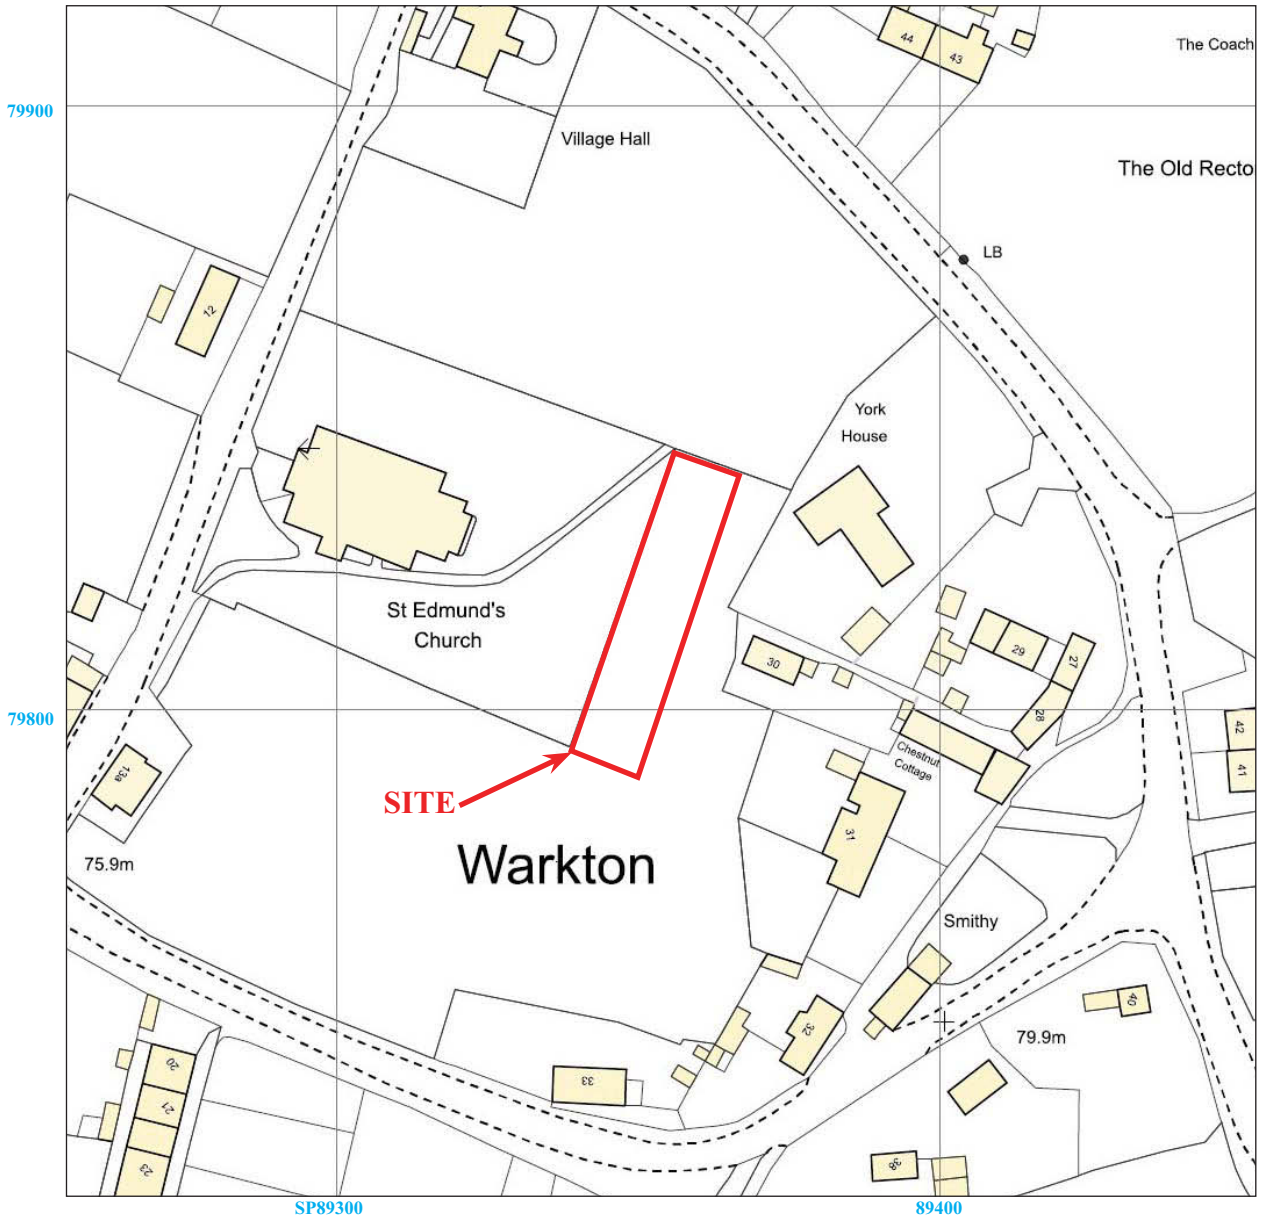 44
43
The Coach
79900
Village Hall
The Old Recto
LB
12
York
House
St Edmund's
Church
30
29
27
28
79800
42
41
Chestnut
Cottage
13a
SITE
31
75.9m
Warkton
Smithy
40
32
79.9m
20
33
21
23
38
SP89300
89400